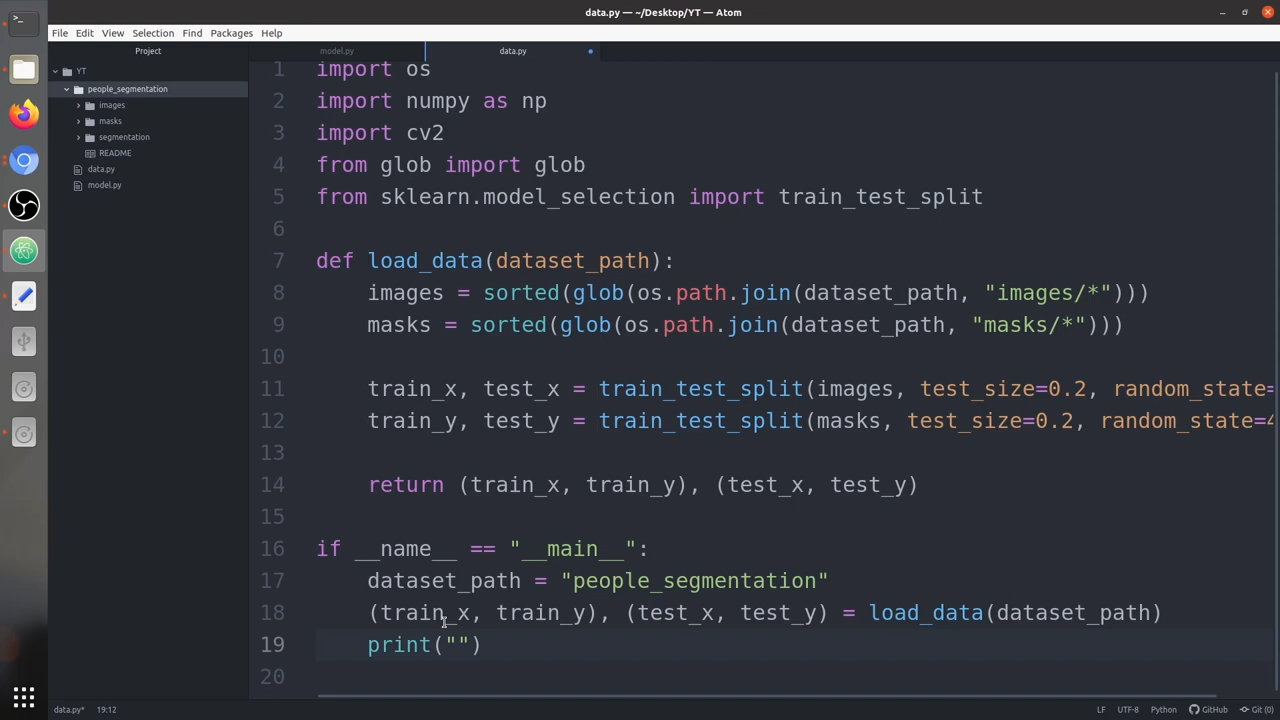 data.py — ~/Desktop/YT — Atom
File Edit View Selection Find Packages Help
Project
model.py
data.py
YT
people_segmentation
images
masks
segmentation
README
data.py
model.py
1 import os
2 import numpy as np
3 import cv2
4 from glob import glob
5 from sklearn.model_selection import train_test_split
6
7 def load_data(dataset_path):
8 images = sorted(glob(os.path.join(dataset_path, "images/*")))
9 masks = sorted(glob(os.path.join(dataset_path, "masks/*")))
10
11 train_x, test_x = train_test_split(images, test_size=0.2, random_state=
12 train_y, test_y = train_test_split(masks, test_size=0.2, random_state=4
13
14 return (train_x, train_y), (test_x, test_y)
15
16 if __name__ == "__main__":
17 dataset_path = "people_segmentation"
18 (train_x, train_y), (test_x, test_y) = load_data(dataset_path)
19 print("")
20
data.py* 19:12 LF UTF-8 Python GitHub Git (0)